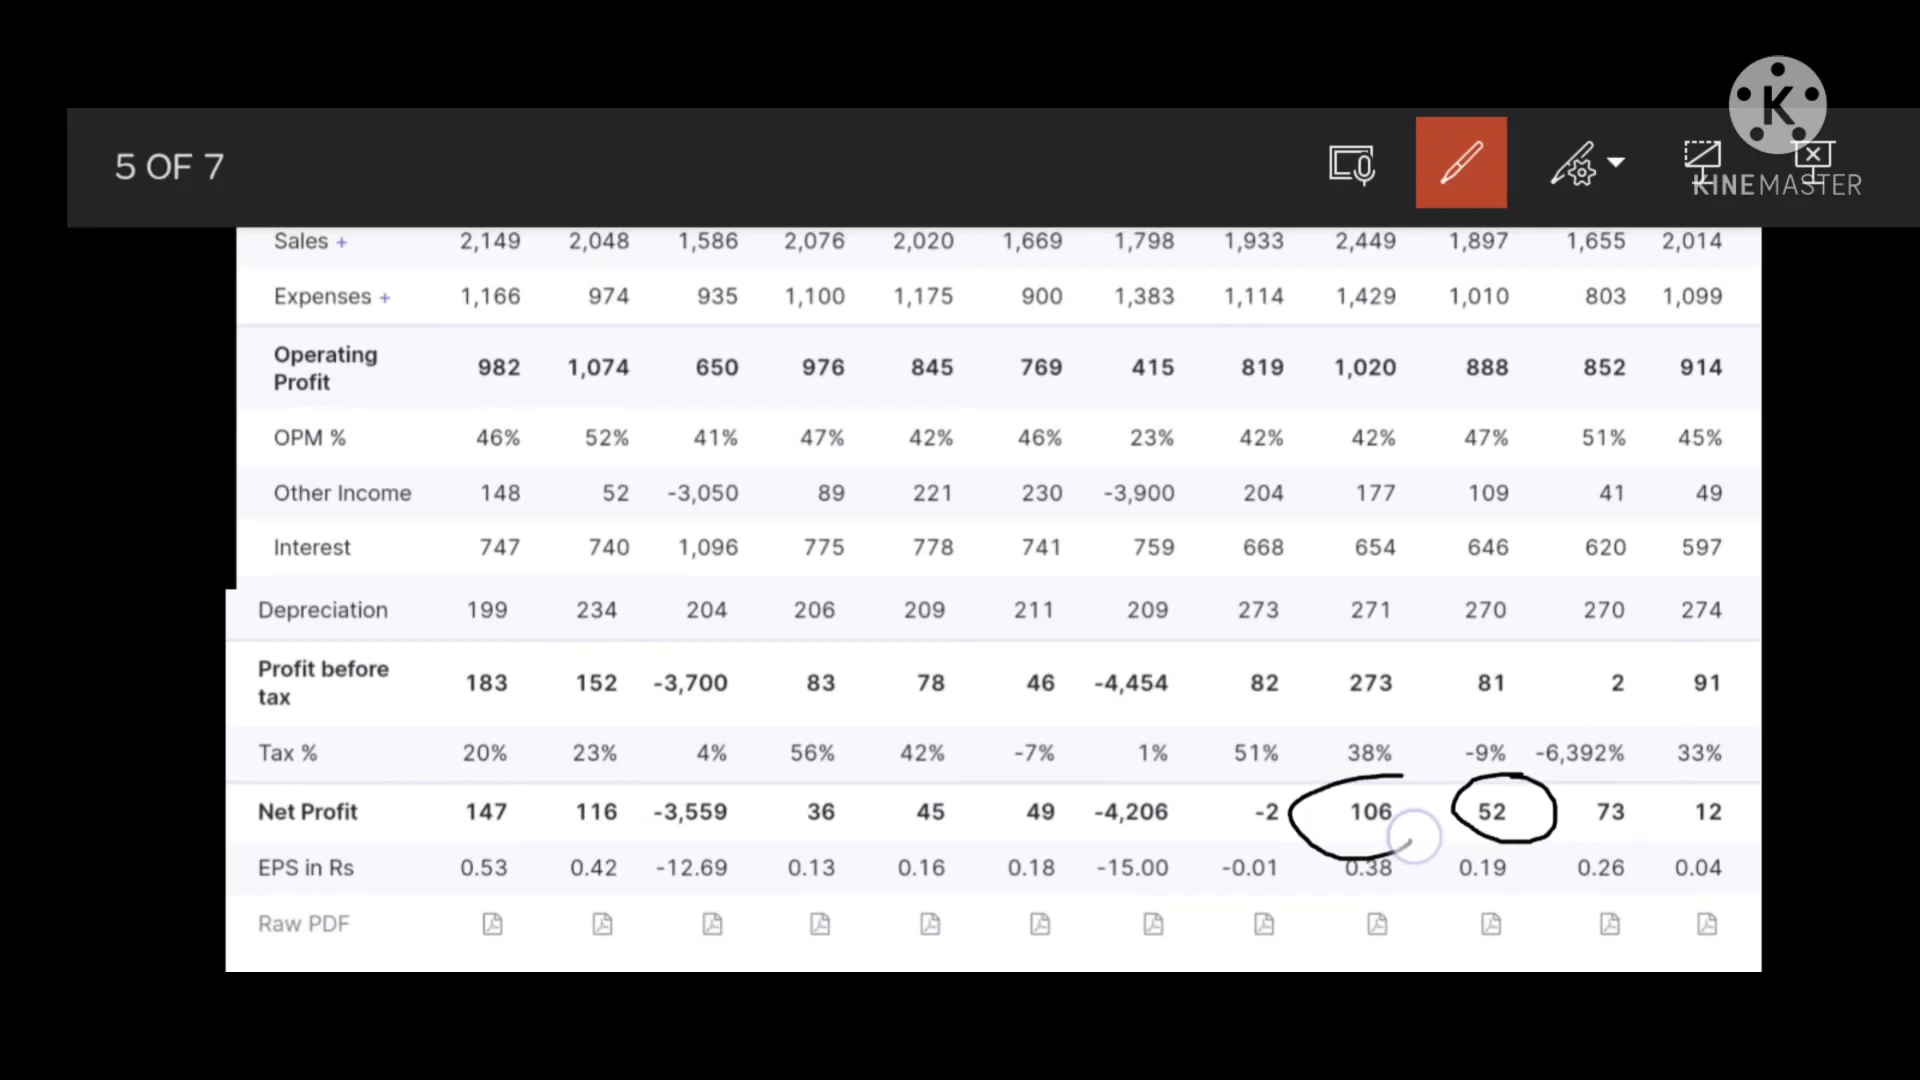 5 OF 7
K
KINEMASTER
Sales + 2,149 2,048 1,586 2,076 2,020 1,669 1,798 1,933 2,449 1,897 1,655 2,014
Expenses + 1,166 974 935 1,100 1,175 900 1,383 1,114 1,429 1,010 803 1,099
Operating
Profit 982 1,074 650 976 845 769 415 819 1,020 888 852 914
OPM % 46% 52% 41% 47% 42% 46% 23% 42% 42% 47% 51% 45%
Other Income 148 52 -3,050 89 221 230 -3,900 204 177 109 41 49
Interest 747 740 1,096 775 778 741 759 668 654 646 620 597
Depreciation 199 234 204 206 209 211 209 273 271 270 270 274
Profit before
tax 183 152 -3,700 83 78 46 -4,454 82 273 81 2 91
Tax % 20% 23% 4% 56% 42% -7% 1% 51% 38% -9% -6,392% 33%
Net Profit 147 116 -3,559 36 45 49 -4,206 -2 106 52 73 12
EPS in Rs 0.53 0.42 -12.69 0.13 0.16 0.18 -15.00 -0.01 0.38 0.19 0.26 0.04
Raw PDF